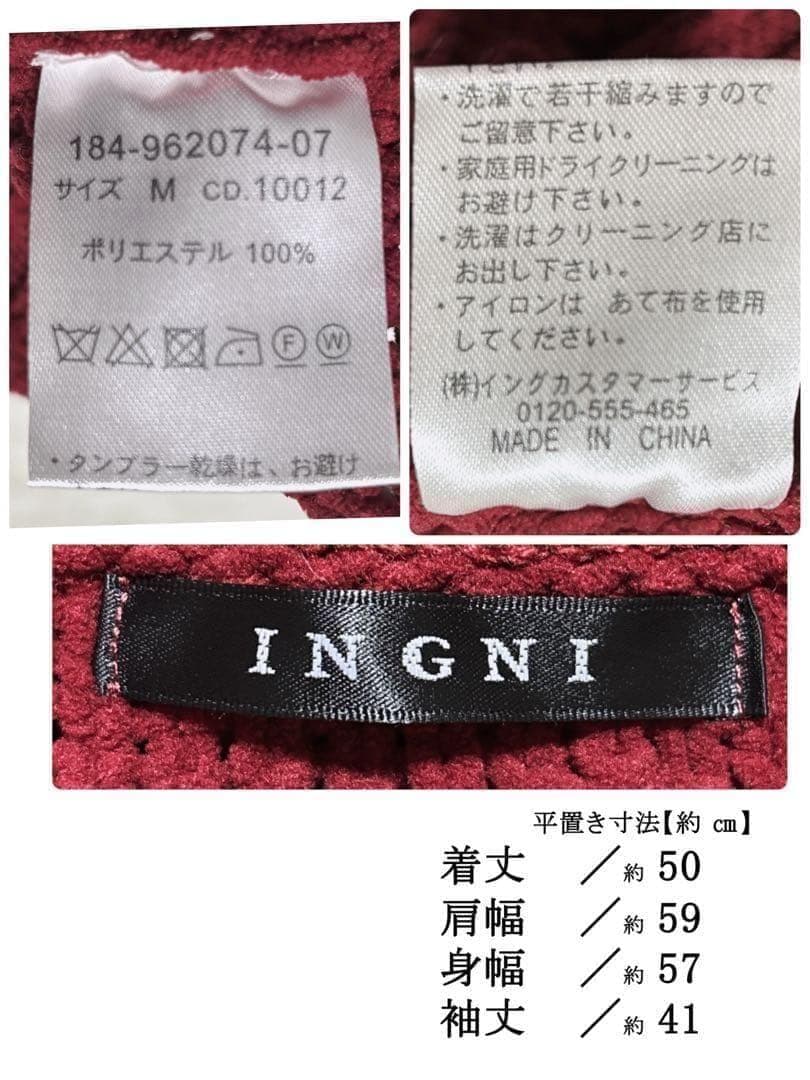 184-962074-07
サイズ M CD.10012
ポリエステル 100%
F W
・タンブラー乾燥は、お避け
・洗濯で若干縮みますので
ご留意下さい。
・家庭用ドライクリーニングは
お避け下さい。
・洗濯はクリーニング店に
お出し下さい。
・アイロンは あて布を使用
してください。
(株)イングカスタマーサービス
0120-555-465
MADE IN CHINA
INGNI
平置き寸法【約 ㎝】
着丈 ／約 50
肩幅 ／約 59
身幅 ／約 57
袖丈 ／約 41